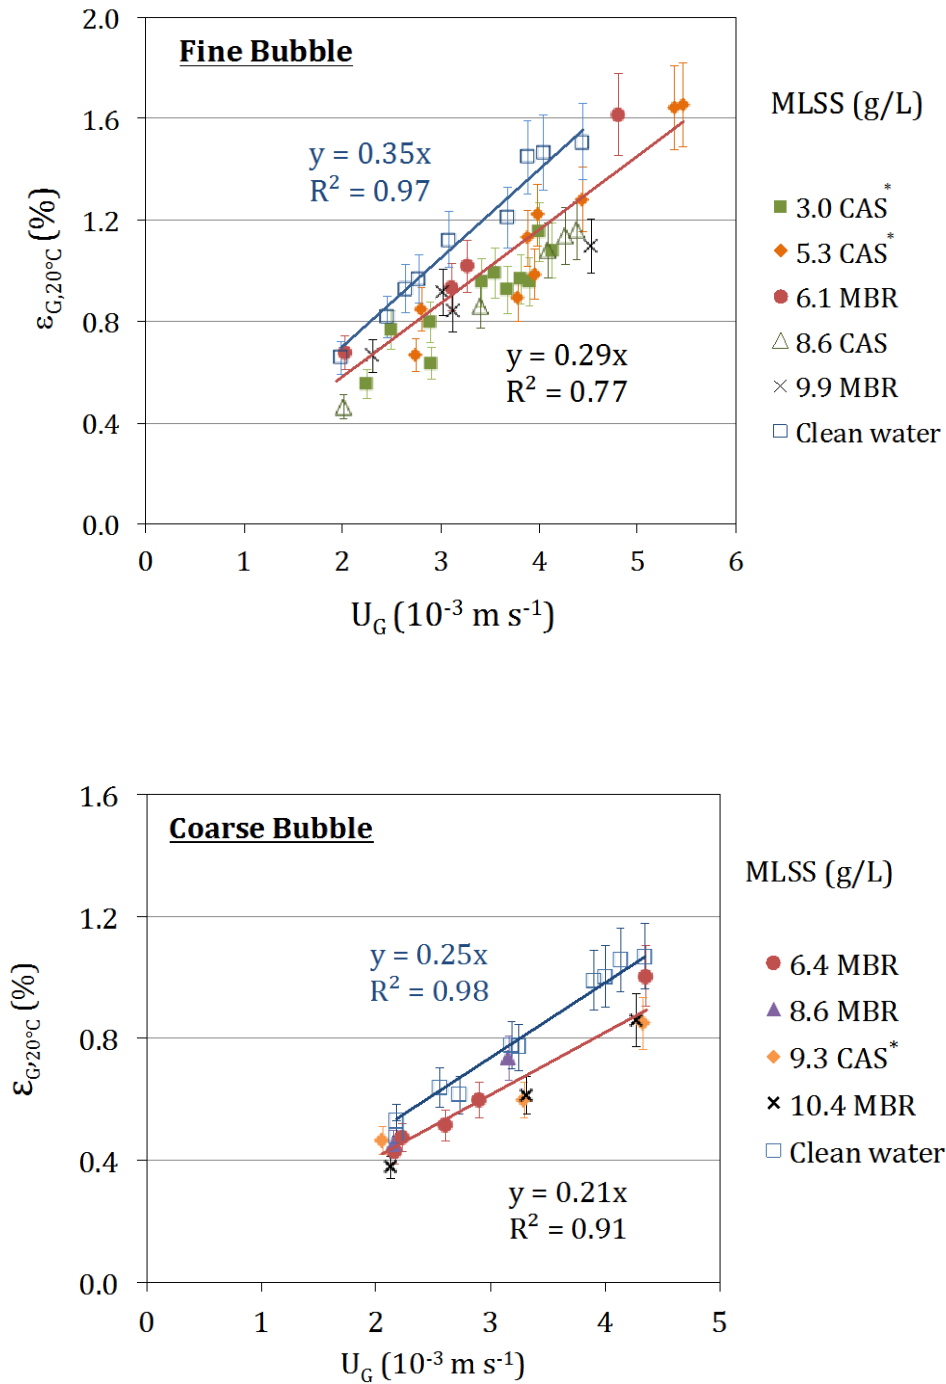 Fine Bubble
2.0
1.6
1.2
0.8
0.4
0.0
ε_G,20°C (%)
y = 0.35x
R² = 0.97
y = 0.29x
R² = 0.77
0 1 2 3 4 5 6
U_G (10⁻³ m s⁻¹)
MLSS (g/L)
3.0 CAS*
5.3 CAS*
6.1 MBR
8.6 CAS
9.9 MBR
Clean water
Coarse Bubble
1.6
1.2
0.8
0.4
0.0
ε_G,20°C (%)
y = 0.25x
R² = 0.98
y = 0.21x
R² = 0.91
0 1 2 3 4 5
U_G (10⁻³ m s⁻¹)
MLSS (g/L)
6.4 MBR
8.6 MBR
9.3 CAS*
10.4 MBR
Clean water